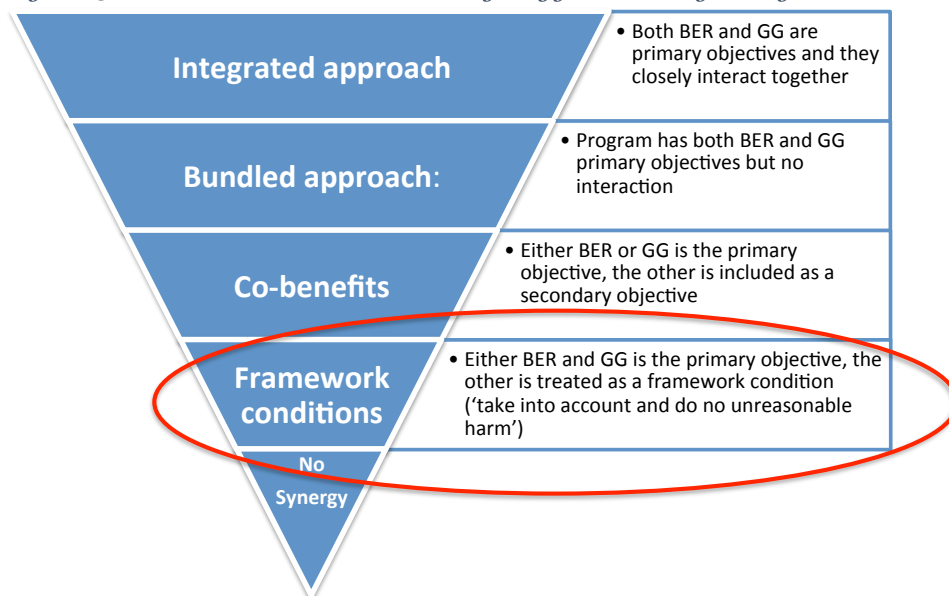 Integrated approach
• Both BER and GG are
primary objectives and they
closely interact together
Bundled approach:
• Program has both BER and GG
primary objectives but no
interaction
Co-benefits
• Either BER or GG is the primary
objective, the other is included as a
secondary objective
Framework
conditions
• Either BER and GG is the primary objective, the
other is treated as a framework condition
(‘take into account and do no unreasonable
harm’)
No
Synergy